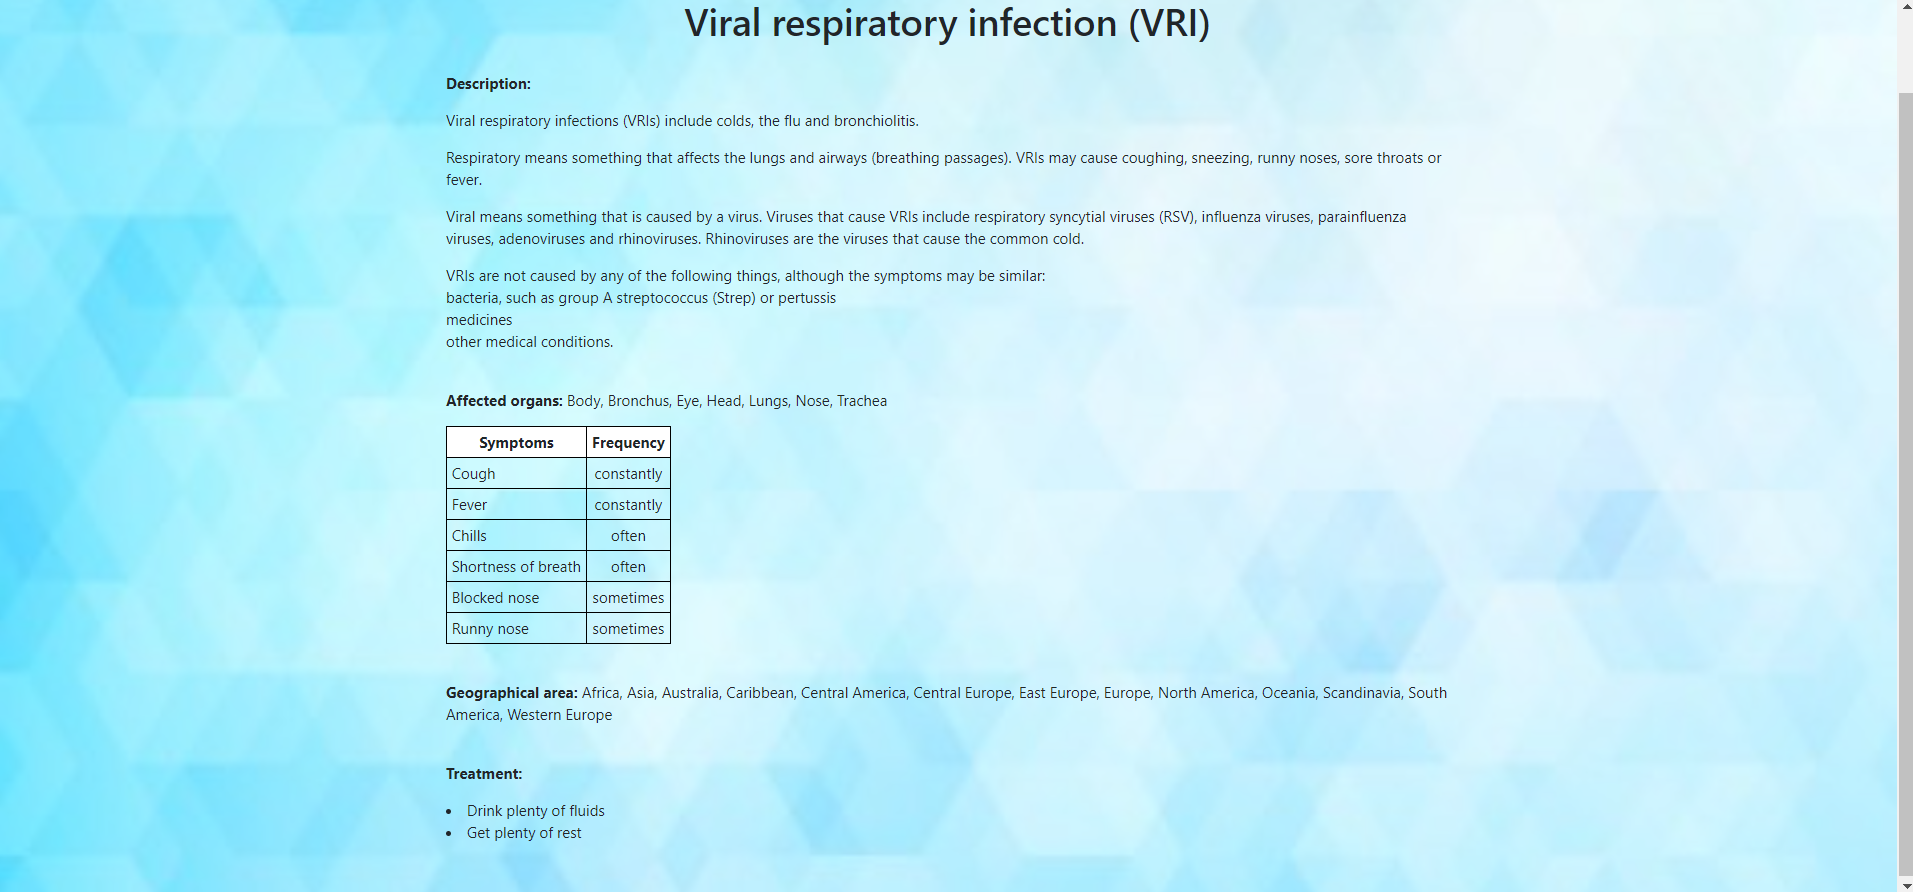 Viral respiratory infection (VRI)
Description:
Viral respiratory infections (VRIs) include colds, the flu and bronchiolitis.
Respiratory means something that affects the lungs and airways (breathing passages). VRIs may cause coughing, sneezing, runny noses, sore throats or
fever.
Viral means something that is caused by a virus. Viruses that cause VRIs include respiratory syncytial viruses (RSV), influenza viruses, parainfluenza
viruses, adenoviruses and rhinoviruses. Rhinoviruses are the viruses that cause the common cold.
VRIs are not caused by any of the following things, although the symptoms may be similar:
bacteria, such as group A streptococcus (Strep) or pertussis
medicines
other medical conditions.
Affected organs: Body, Bronchus, Eye, Head, Lungs, Nose, Trachea
Symptoms Frequency
Cough constantly
Fever constantly
Chills often
Shortness of breath often
Blocked nose sometimes
Runny nose sometimes
Geographical area: Africa, Asia, Australia, Caribbean, Central America, Central Europe, East Europe, Europe, North America, Oceania, Scandinavia, South
America, Western Europe
Treatment:
• Drink plenty of fluids
• Get plenty of rest